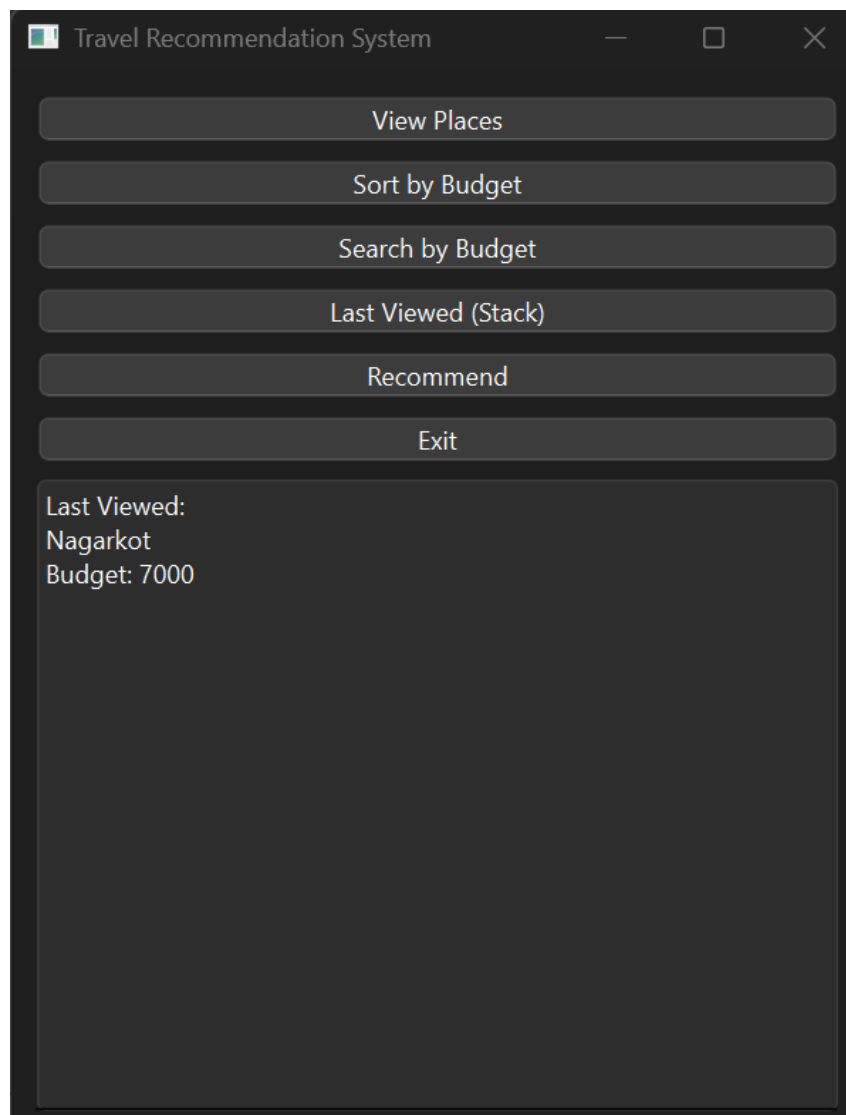 Travel Recommendation System
View Places
Sort by Budget
Search by Budget
Last Viewed (Stack)
Recommend
Exit
Last Viewed:
Nagarkot
Budget: 7000